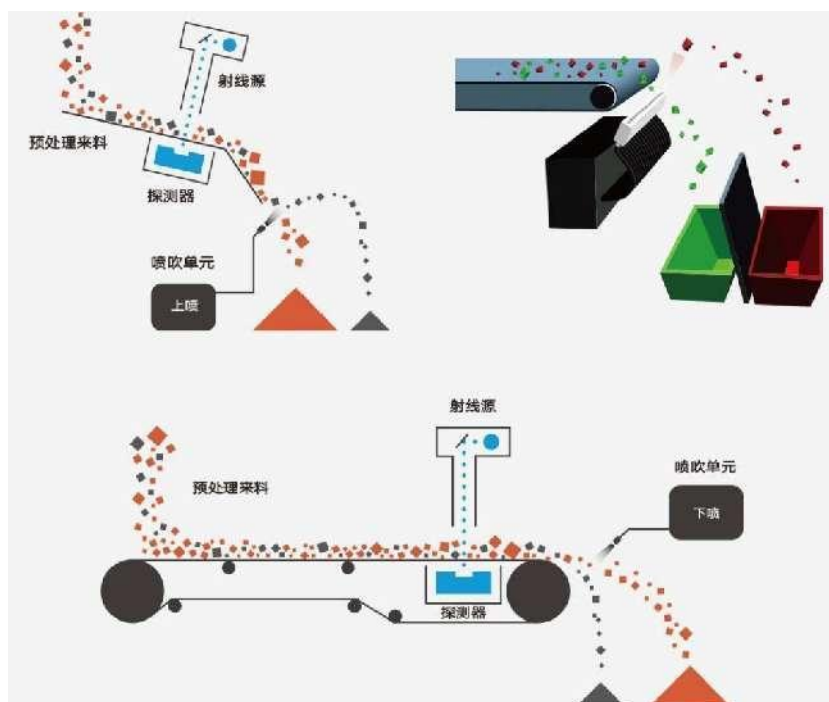 射线源
预处理来料
探测器
喷吹单元
上喷
射线源
喷吹单元
预处理来料
下喷
探测器